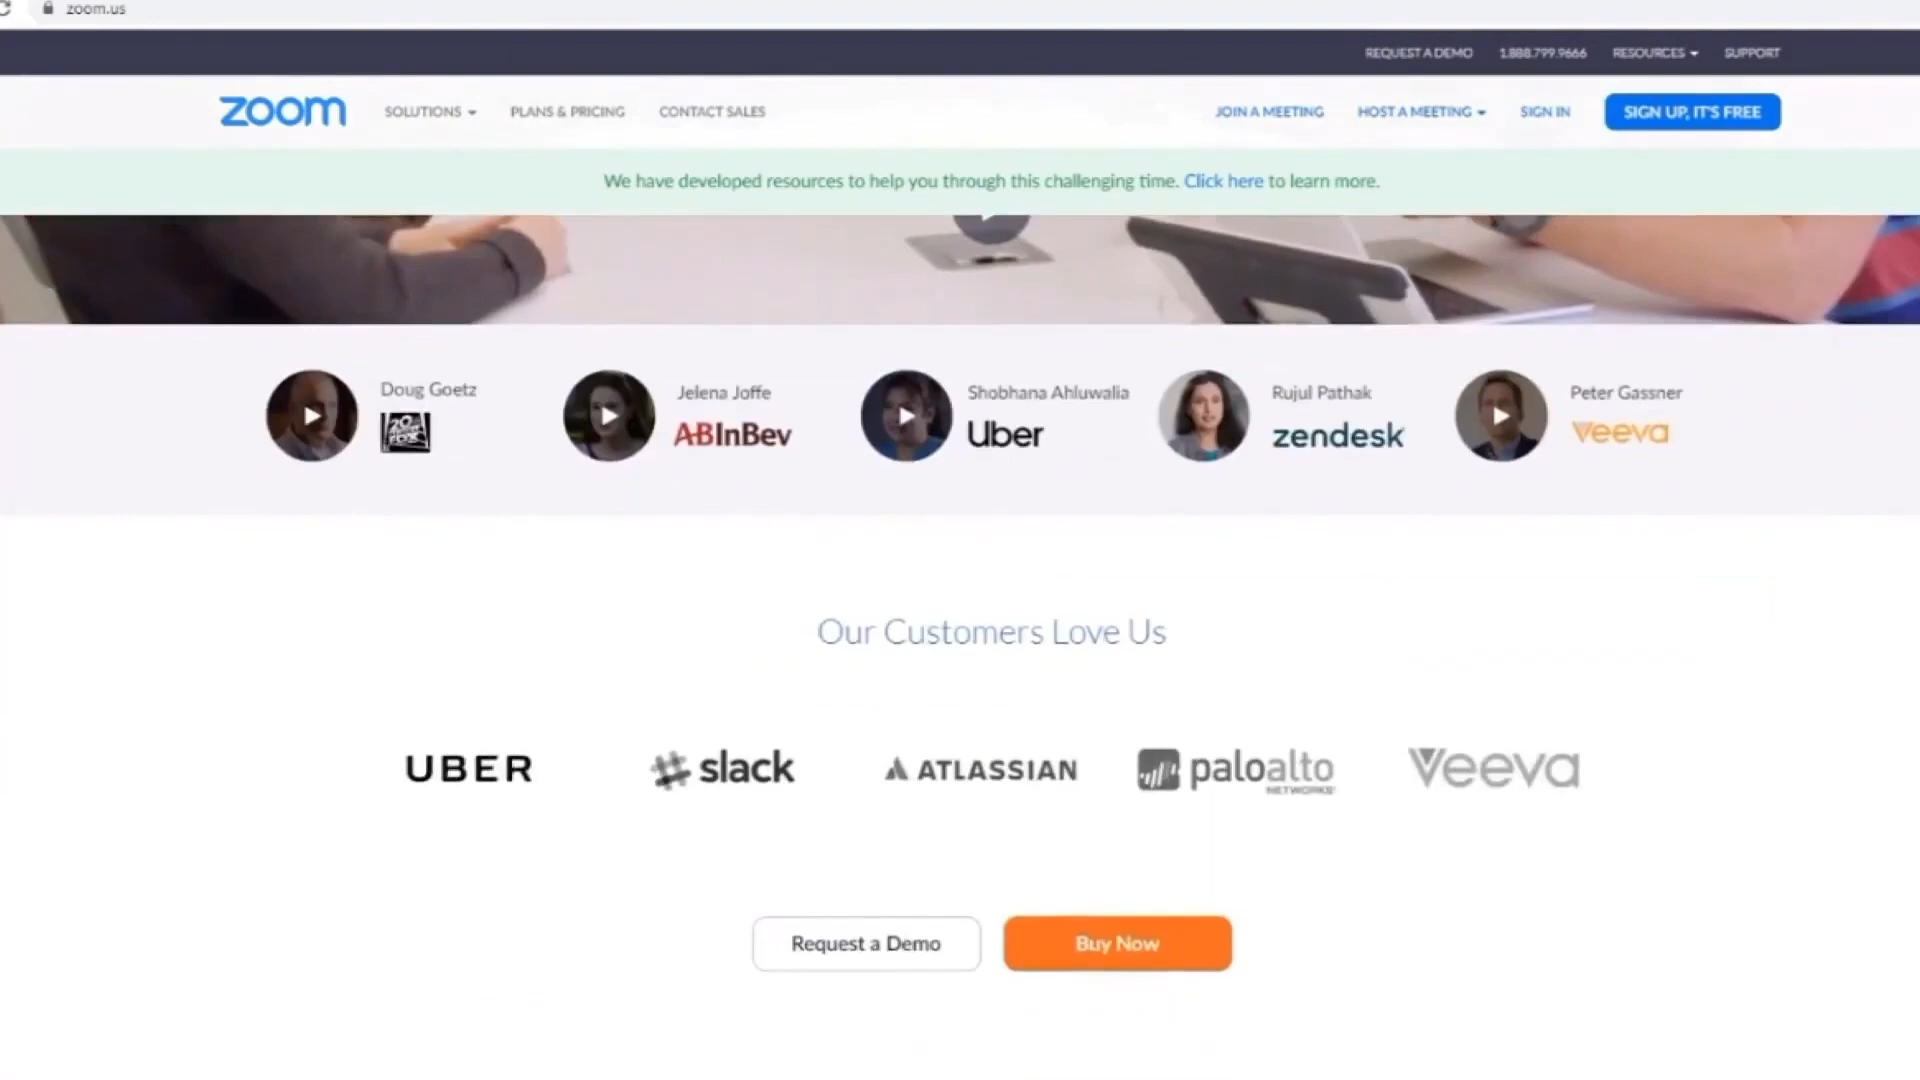 zoom.us
REQUEST A DEMO 1.888.799.9666 RESOURCES SUPPORT
zoom SOLUTIONS PLANS & PRICING CONTACT SALES JOIN A MEETING HOST A MEETING SIGN IN SIGN UP, IT'S FREE
We have developed resources to help you through this challenging time. Click here to learn more.
Doug Goetz
20
FOX
Jelena Joffe
ABInBev
Shobhana Ahluwalia
Uber
Rujul Pathak
zendesk
Peter Gassner
Veeva
Our Customers Love Us
UBER slack ATLASSIAN paloalto Veeva
NETWORKS
Request a Demo Buy Now